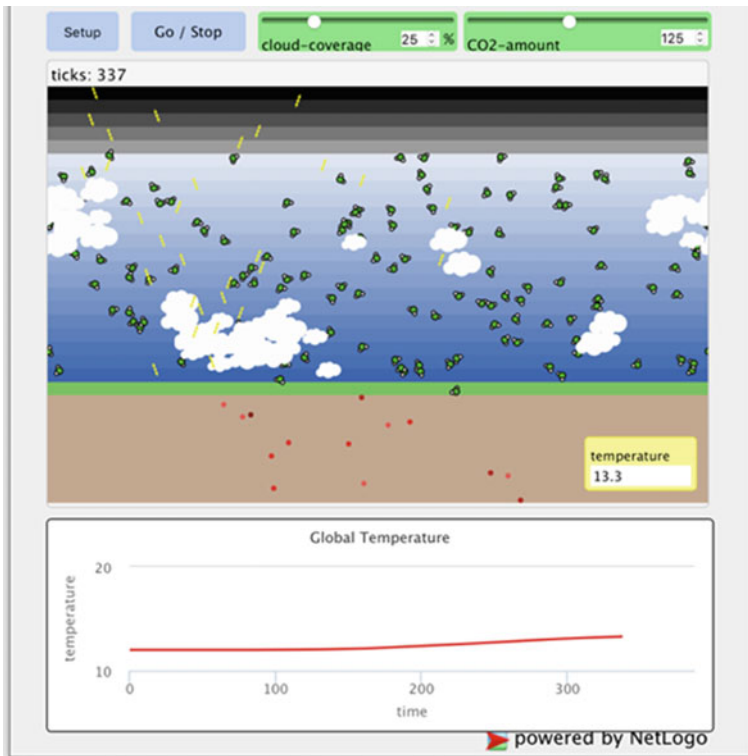 Setup
Go / Stop
cloud-coverage 25 %
CO2-amount 125
ticks: 337
temperature
13.3
Global Temperature
20
temperature
10
0 100 200 300
time
powered by NetLogo